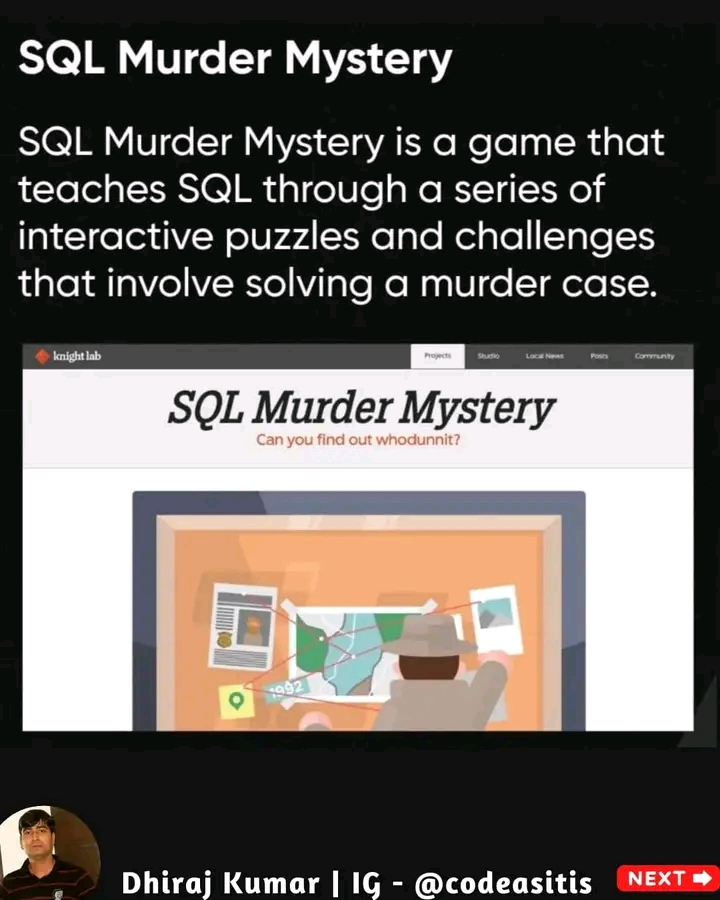 SQL Murder Mystery
SQL Murder Mystery is a game that
teaches SQL through a series of
interactive puzzles and challenges
that involve solving a murder case.
knight lab
Projects Studio Local News Posts Community
SQL Murder Mystery
Can you find out whodunnit?
1992
Dhiraj Kumar | IG - @codeasitis
NEXT